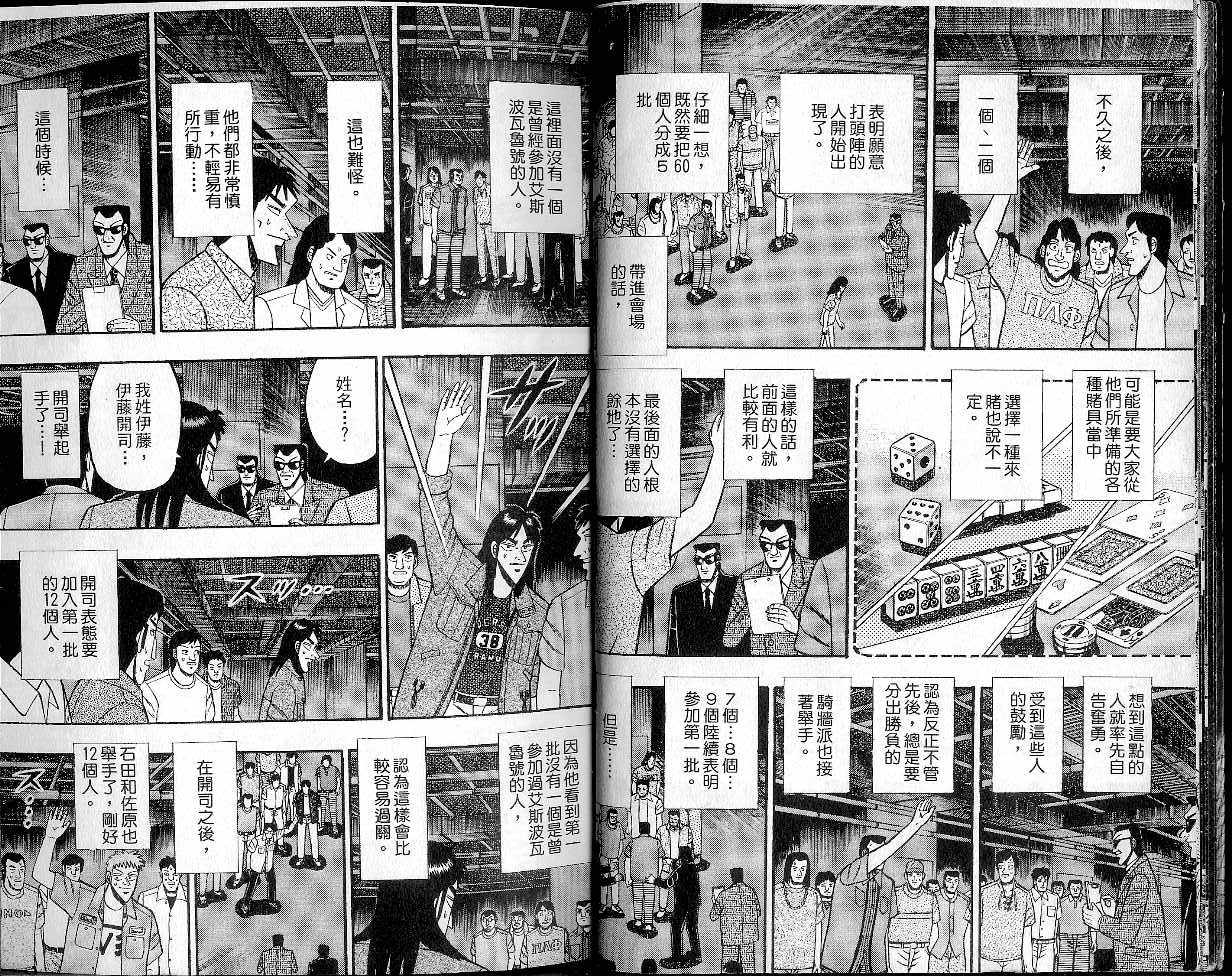 不久之後，
一個、一個
表明願意
打頭陣的
人開始出
現了。
仔細一想，
既然要把60
個人分成5
批
帶進會場
的話，
可能是要大家從
他們所準備的各
種賭具當中
選擇一種來
賭也說不一
定。
這樣的話，
前面的人就
比較有利。
最後面的人根
本沒有選擇的
餘地了…
想到這點的
人就率先自
告奮勇。
受到這些人
的鼓勵，
認為反正不管
先後，總是要
分出勝負的
騎牆派也接
著舉手。
7個…8個…
9個陸續表明
參加第一批。
但是……
這裡面沒有一個
是曾經參加艾斯
波瓦魯號的人。
這也難怪。
他們都非常慎
重，不輕易有
所行動……
這個時候…
サッ
38
姓名…?
我姓伊藤，
伊藤開司…
開司舉起
手了…!
スッ…
開司表態要
加入第一批
的12個人。
因為他看到第一
批沒有一個是曾
參加過艾斯波瓦
魯號的人，
認為這樣會比
較容易過關。
在開司之後，
石田和佐原也
舉手了，剛好
12個人。
ス…
ΠΛΦ
ΠΛΦ